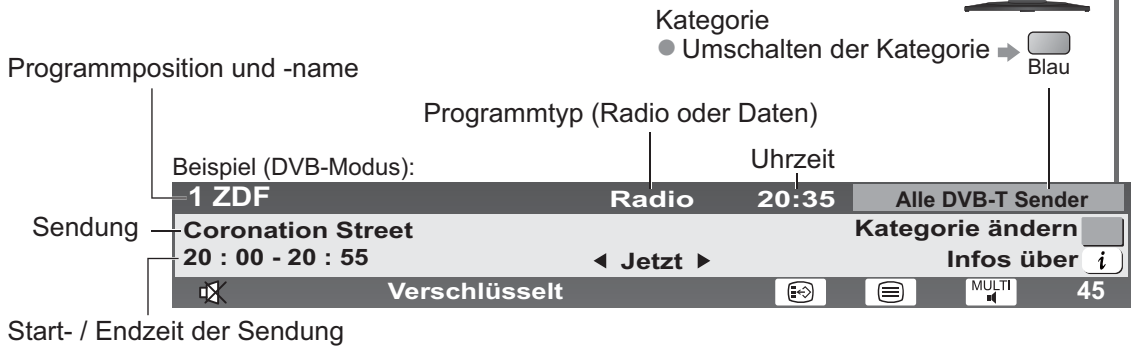 Kategorie
● Umschalten der Kategorie
Blau
Programmposition und -name
Programmtyp (Radio oder Daten)
Beispiel (DVB-Modus):
Uhrzeit
1 ZDF Radio 20:35 Alle DVB-T Sender
Sendung
Coronation Street Kategorie ändern
20 : 00 - 20 : 55 ◄ Jetzt ► Infos über i
Verschlüsselt MULTI 45
Start- / Endzeit der Sendung